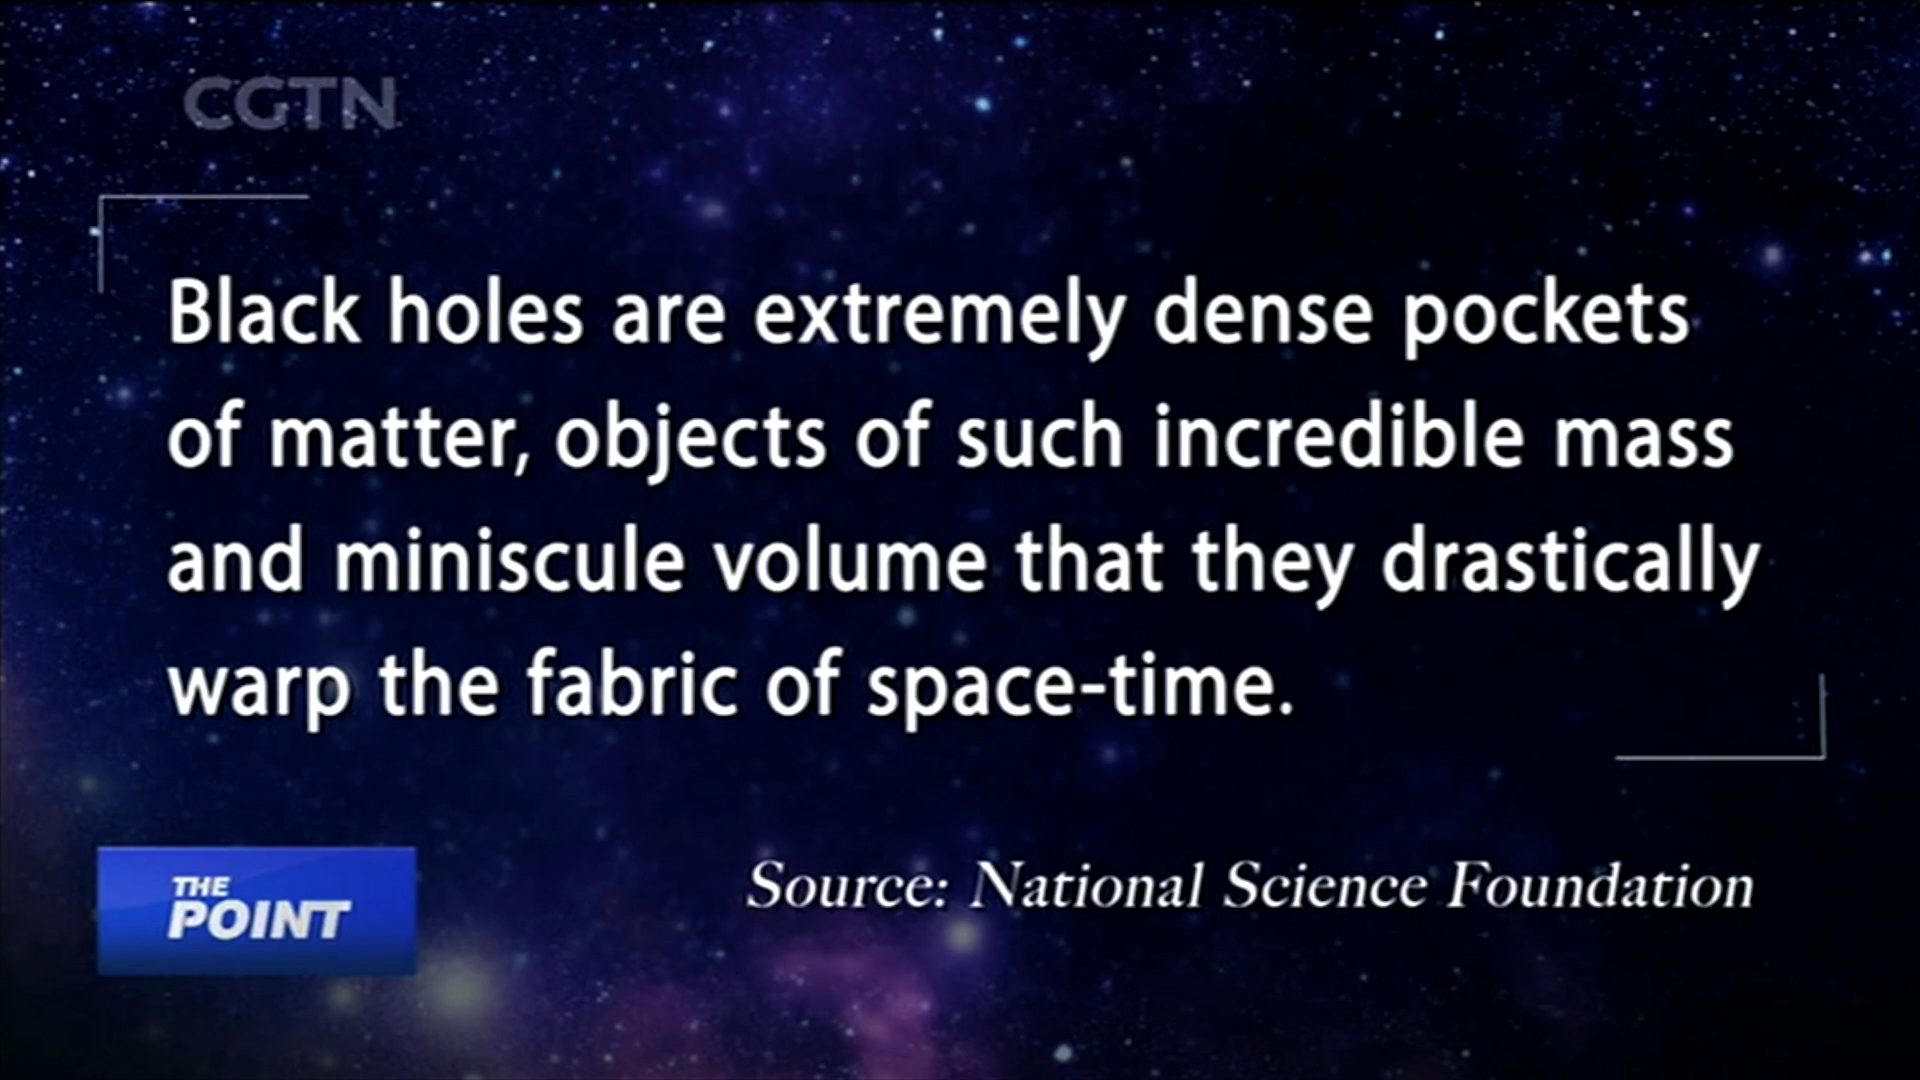 CGTN
Black holes are extremely dense pockets
of matter, objects of such incredible mass
and miniscule volume that they drastically
warp the fabric of space-time.
THE
POINT
Source: National Science Foundation